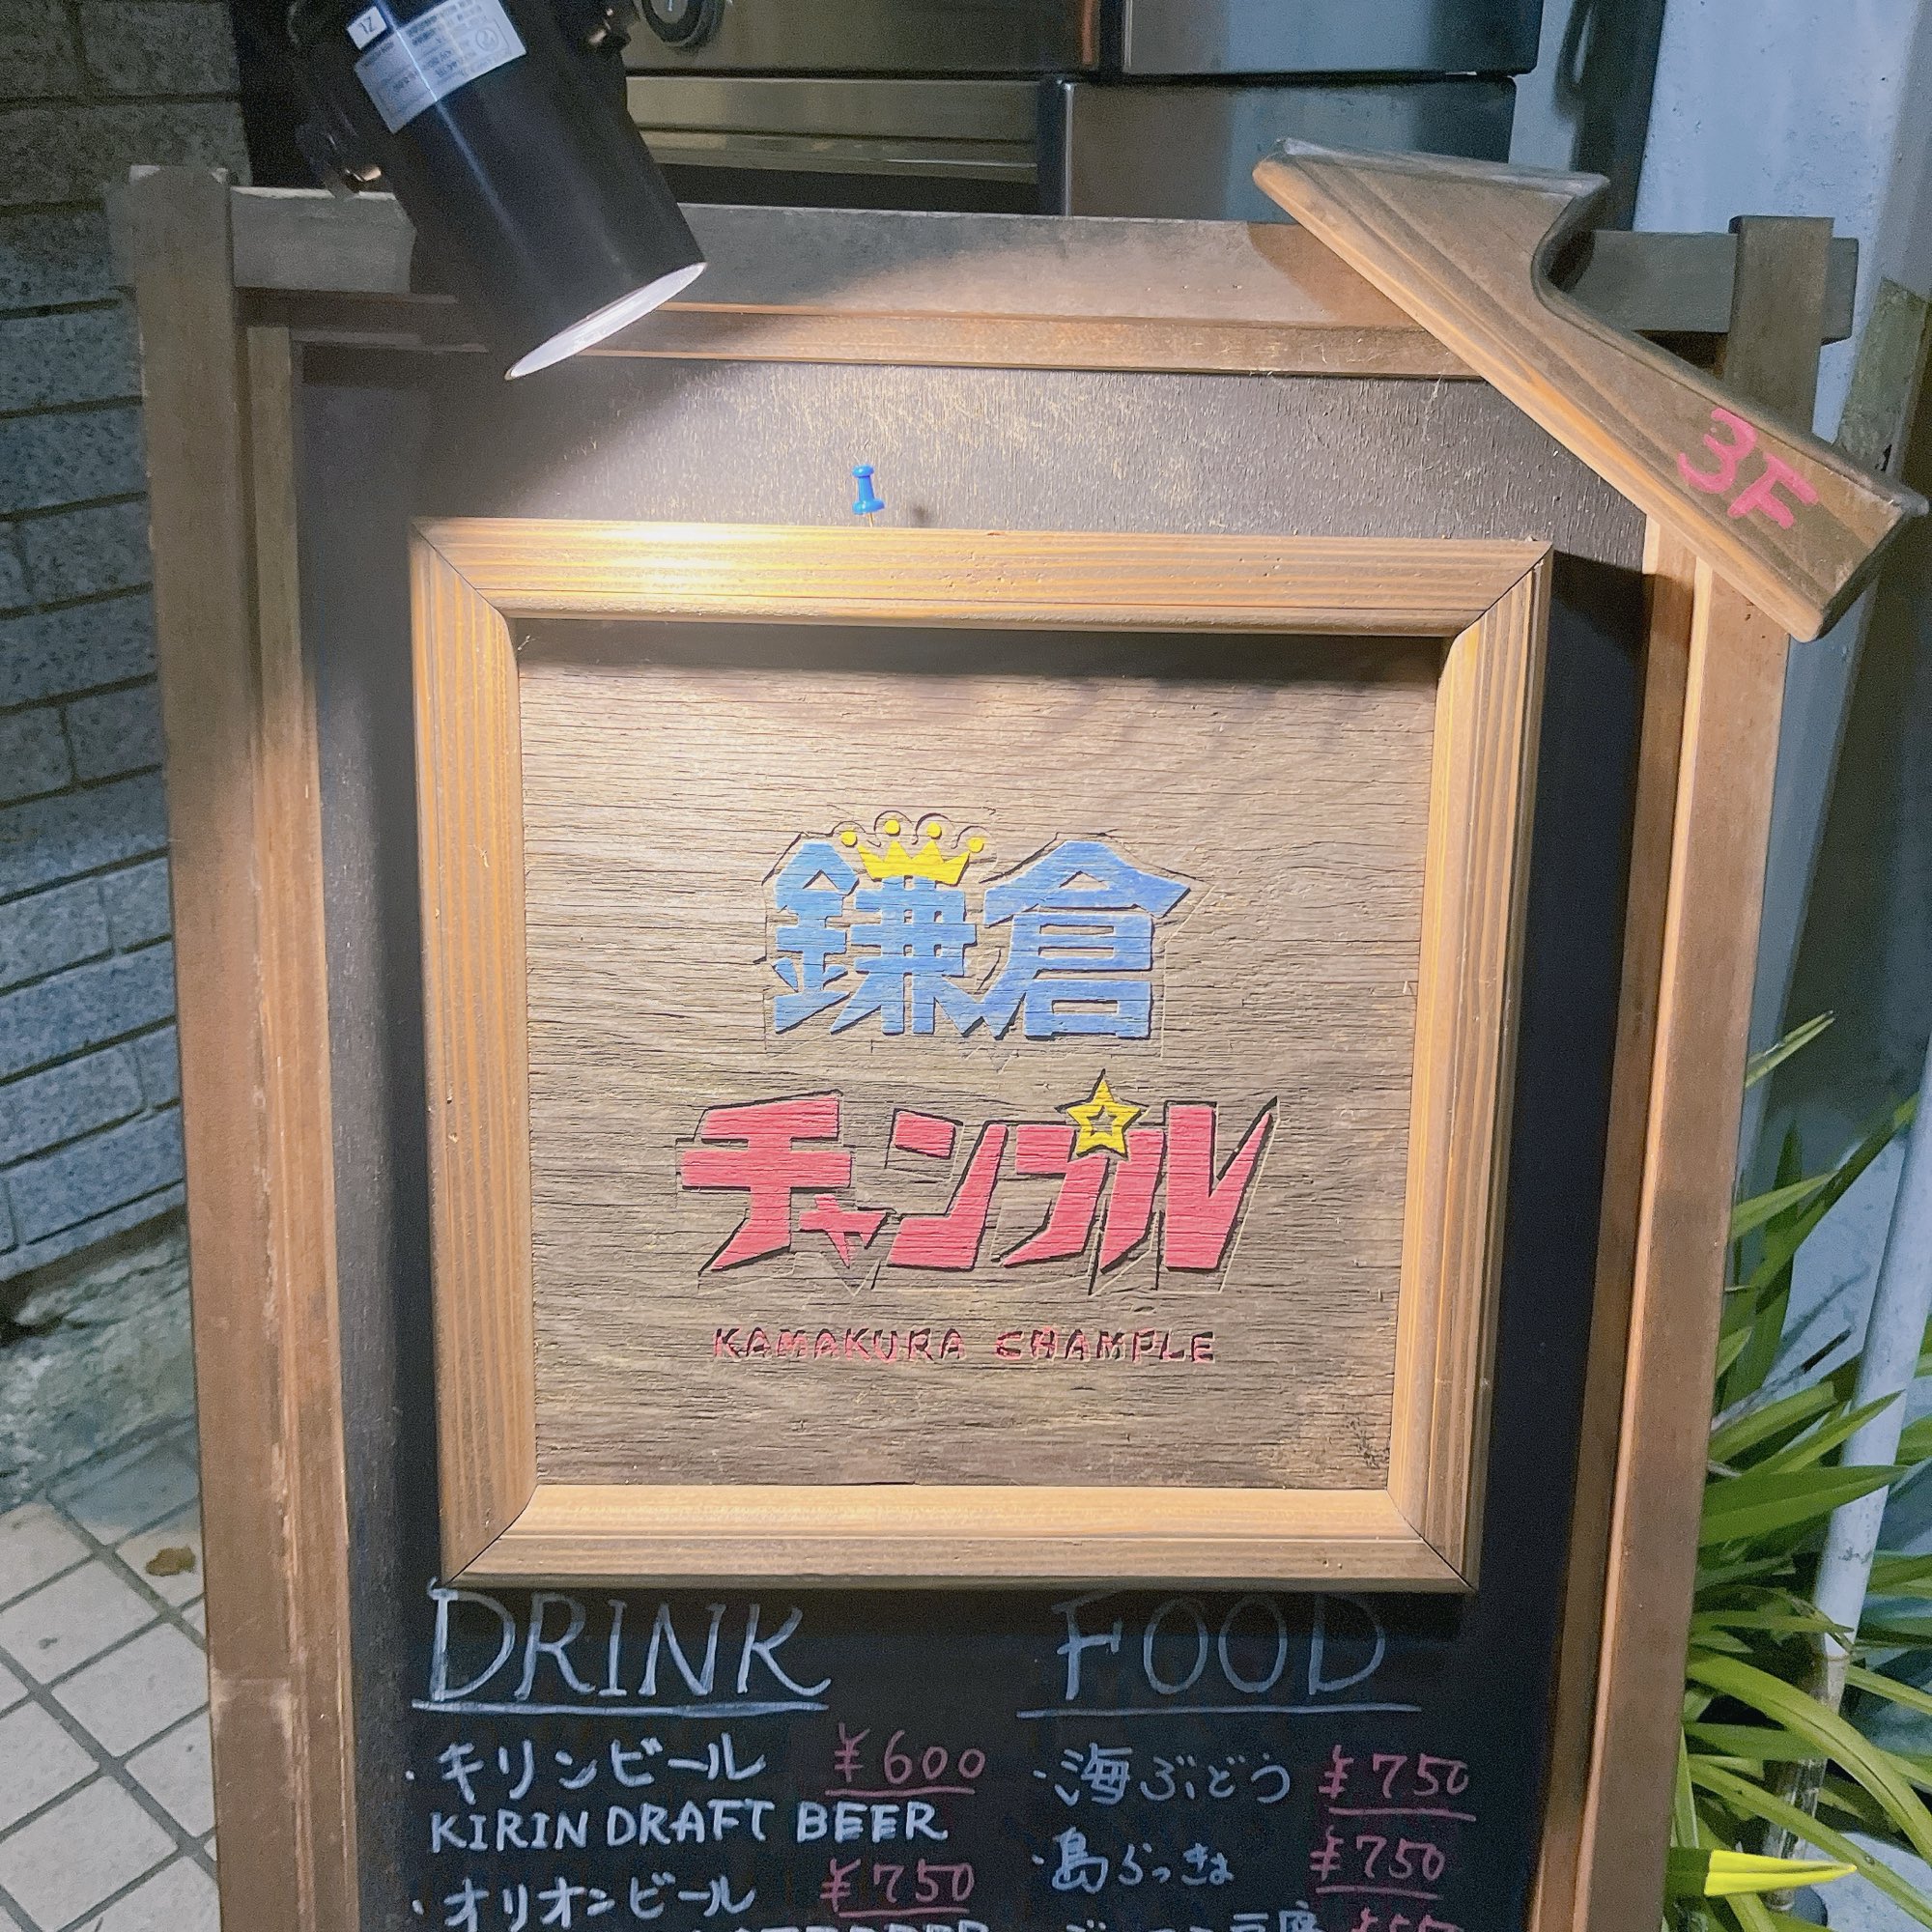 3F
鎌倉
チャンプル
KAMAKURA CHAMPLE
DRINK
・キリンビール ¥600
KIRIN DRAFT BEER
・オリオンビール ¥750
FOOD
・海ぶどう ¥750
・島らっきょ ¥750